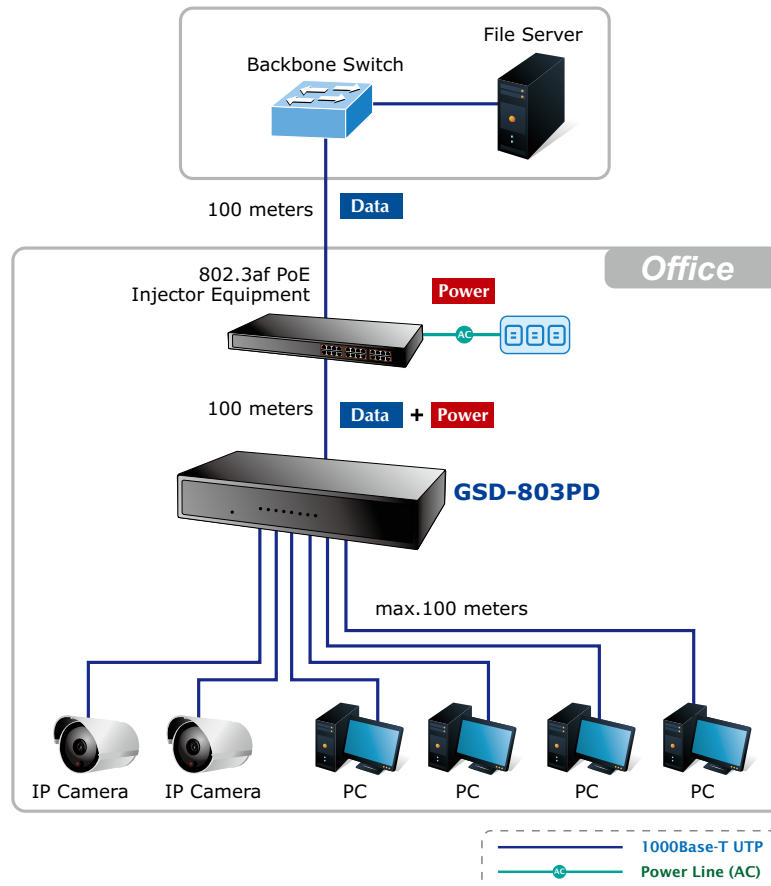 File Server
Backbone Switch
100 meters
Data
Office
802.3af PoE
Injector Equipment
Power
AC
100 meters
Data + Power
GSD-803PD
max.100 meters
IP Camera
IP Camera
PC
PC
PC
PC
1000Base-T UTP
AC
Power Line (AC)